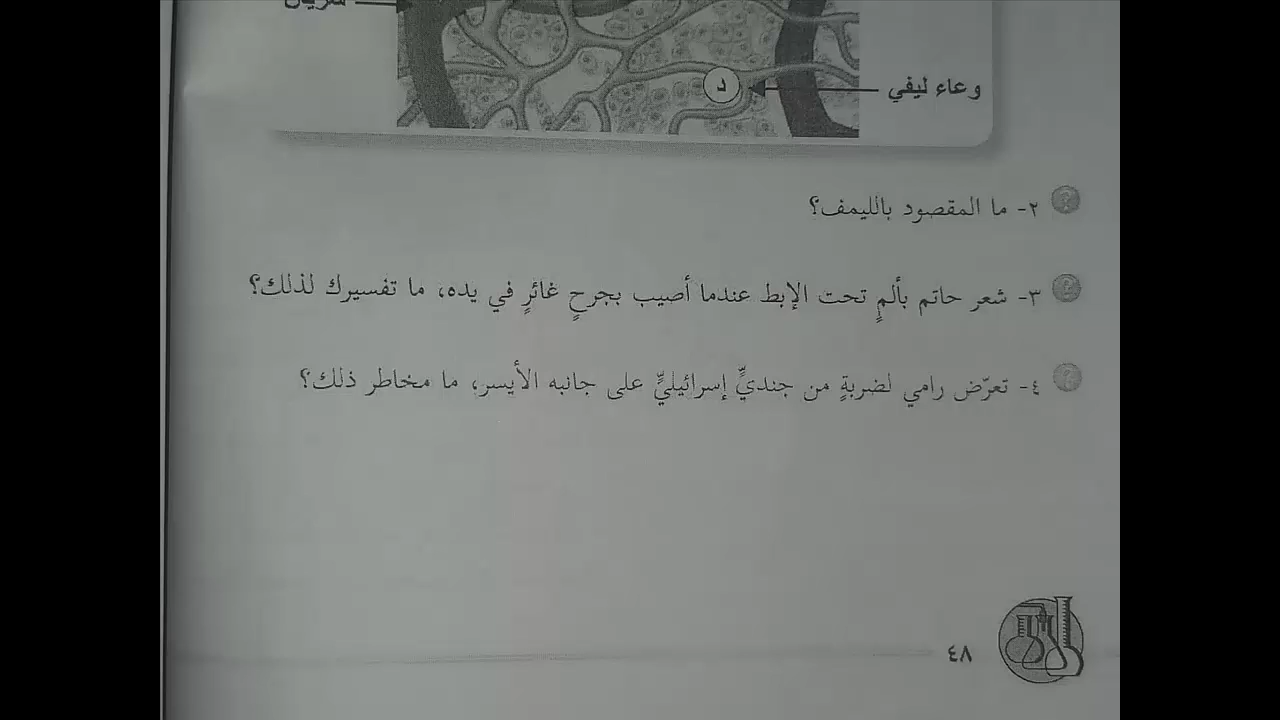 شريان
د
وعاء ليفي
٢- ما المقصود بالليمف؟
٣- شعر حاتم بألمٍ تحت الإبط عندما أصيب بجرحٍ غائرٍ في يده، ما تفسيرك لذلك؟
٤- تعرّض رامي لضربةٍ من جنديٍّ إسرائيليٍّ على جانبه الأيسر، ما مخاطر ذلك؟
٤٨